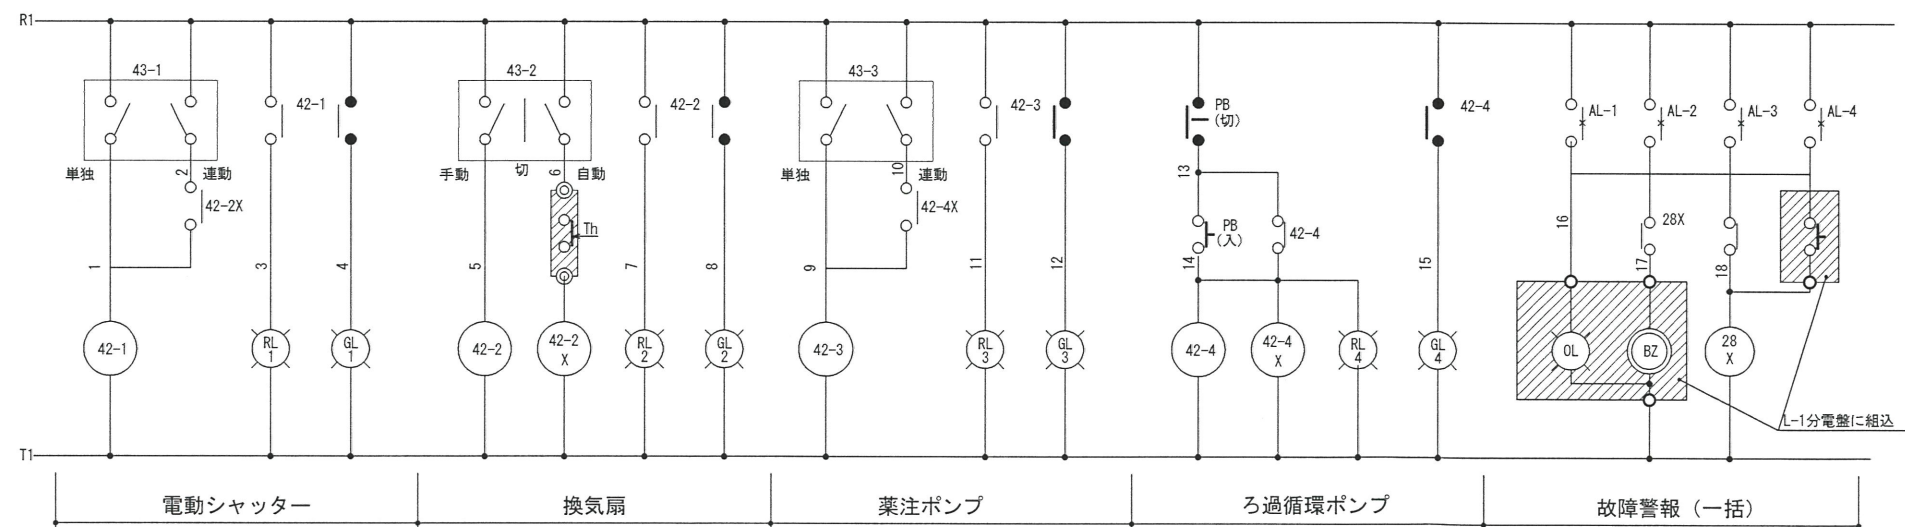 R1
43-1
単独
2
連動
42-2X
1
42-1
42-1
3
RL
1
4
GL
1
43-2
手動
切
6
自動
Th
5
42-2
42-2
X
42-2
7
RL
2
8
GL
2
43-3
単独
10
連動
42-4X
9
42-3
42-3
11
RL
3
12
GL
3
PB
(切)
13
PB
(入)
42-4
14
42-4
42-4
X
RL
4
42-4
15
GL
4
AL-1
AL-2
AL-3
AL-4
16
28X
17
18
OL
BZ
28
X
L-1分電盤に組込
T1
電動シャッター
換気扇
薬注ポンプ
ろ過循環ポンプ
故障警報（一括）